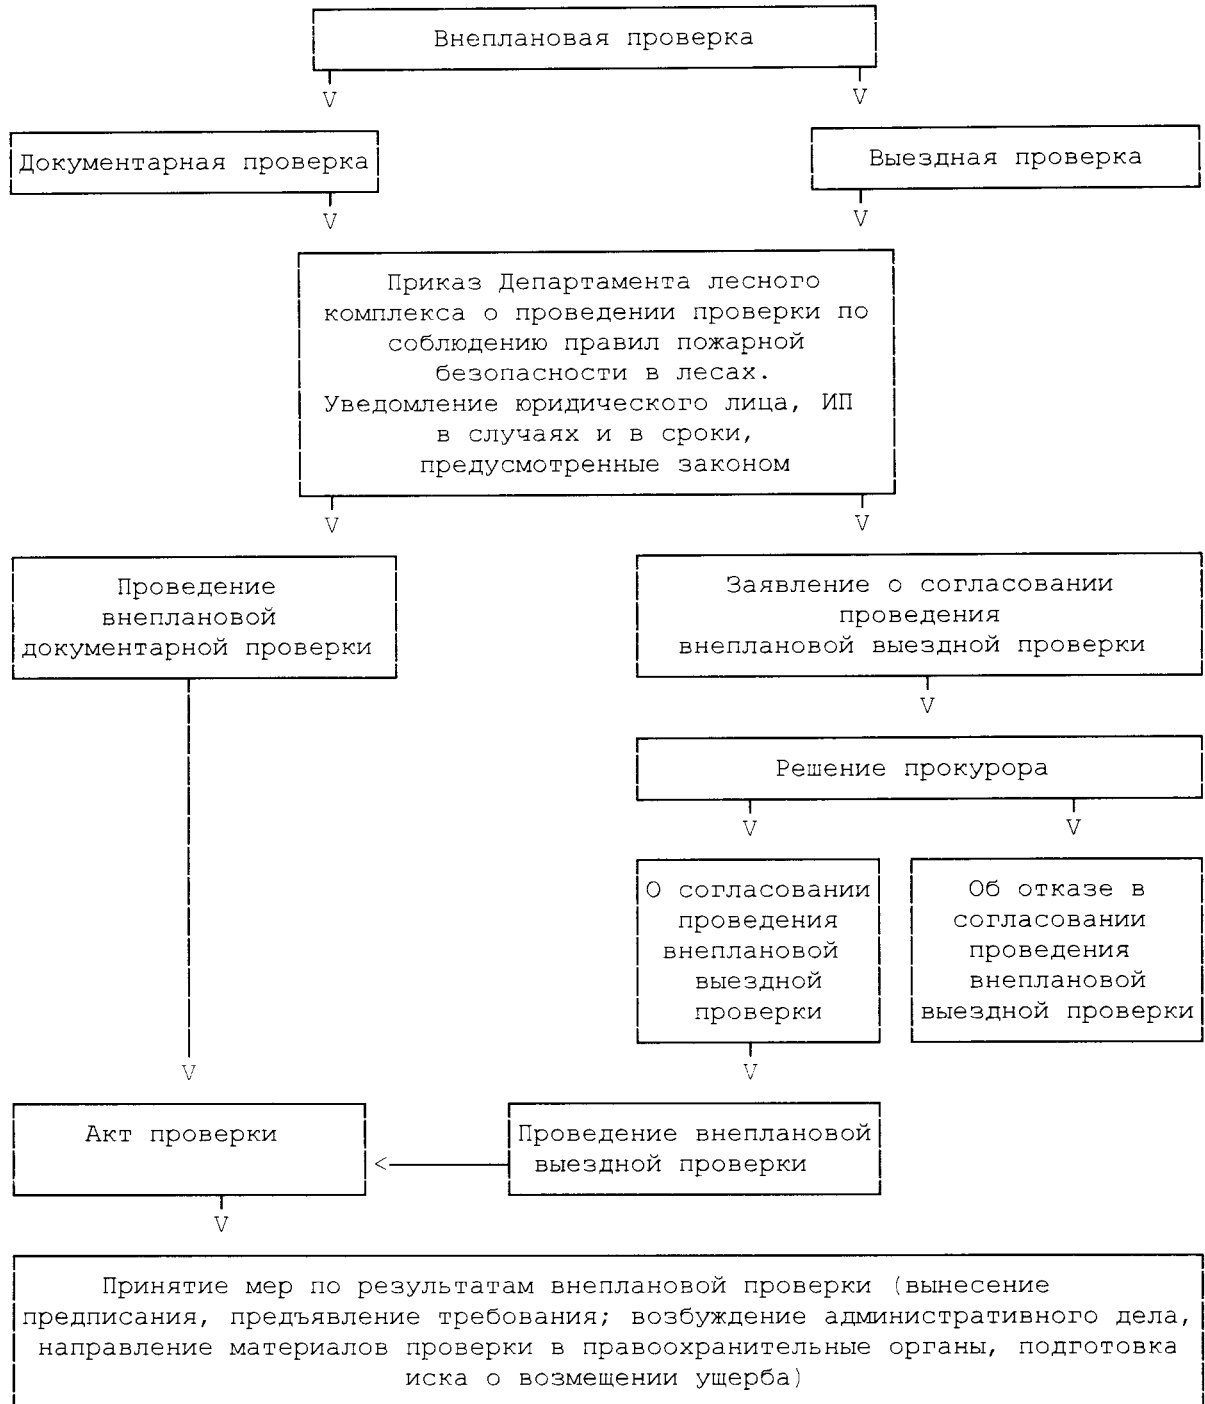 Внеплановая проверка
V V
Документарная проверка
Выездная проверка
V V
Приказ Департамента лесного
комплекса о проведении проверки по
соблюдению правил пожарной
безопасности в лесах.
Уведомление юридического лица, ИП
в случаях и в сроки,
предусмотренные законом
V V
Проведение
внеплановой
документарной проверки
Заявление о согласовании
проведения
внеплановой выездной проверки
V
Решение прокурора
V V
О согласовании
проведения
внеплановой
выездной
проверки
Об отказе в
согласовании
проведения
внеплановой
выездной проверки
V V
Акт проверки
<
Проведение внеплановой
выездной проверки
V
Принятие мер по результатам внеплановой проверки (вынесение
предписания, предъявление требования; возбуждение административного дела,
направление материалов проверки в правоохранительные органы, подготовка
иска о возмещении ущерба)